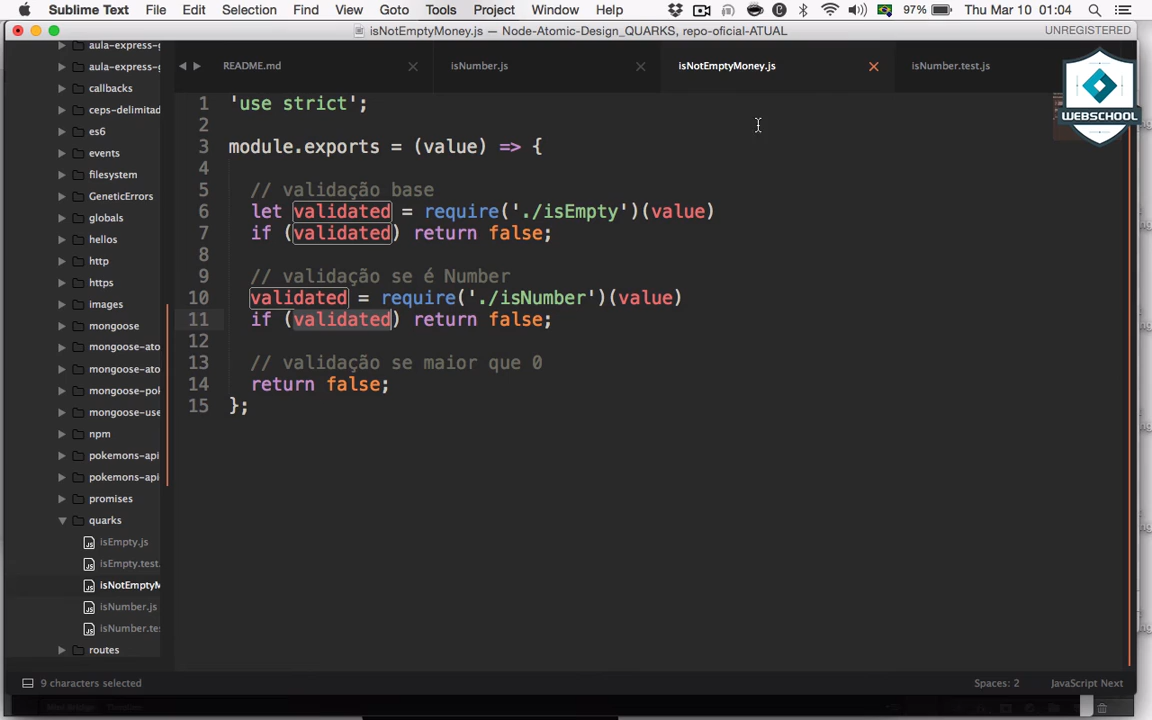 Sublime Text File Edit Selection Find View Goto Tools Project Window Help 97% Thu Mar 10 01:04
isNotEmptyMoney.js — Node-Atomic-Design_QUARKS, repo-oficial-ATUAL UNREGISTERED
README.md isNumber.js isNotEmptyMoney.js isNumber.test.js
WEBSCHOOL
aula-express-g
aula-express-g
callbacks
ceps-delimitad
es6
events
filesystem
GeneticErrors
globals
hellos
http
https
images
mongoose
mongoose-ato
mongoose-ato
mongoose-pok
mongoose-use
npm
pokemons-api
pokemons-api
promises
quarks
isEmpty.js
isEmpty.test.
isNotEmptyM
isNumber.js
isNumber.te
routes
1 'use strict';
2
3 module.exports = (value) => {
4
5 // validação base
6 let validated = require('./isEmpty')(value)
7 if (validated) return false;
8
9 // validação se é Number
10 validated = require('./isNumber')(value)
11 if (validated) return false;
12
13 // validação se maior que 0
14 return false;
15 };
9 characters selected Spaces: 2 JavaScript Next